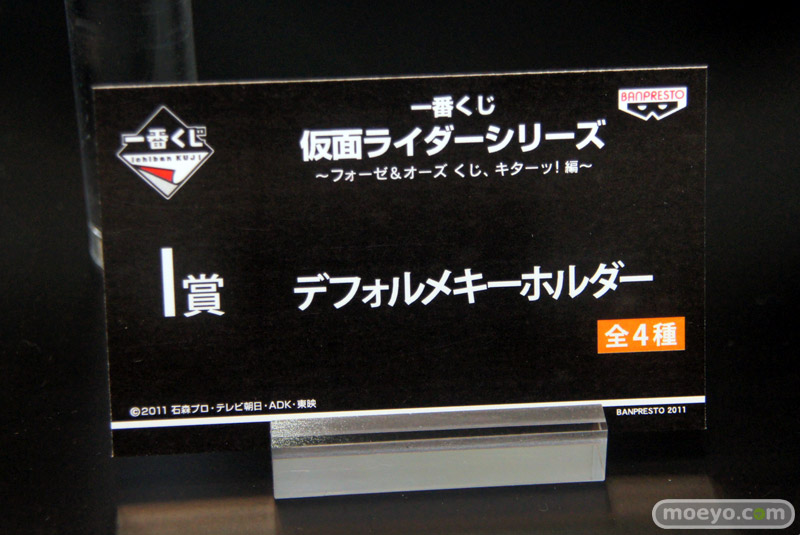 一番くじ
Ichiban KUJI
一番くじ
仮面ライダーシリーズ
～フォーゼ&オーズ くじ、キターッ! 編～
BANPRESTO
I賞
デフォルメキーホルダー
全4種
©2011 石森プロ・テレビ朝日・ADK・東映
BANPRESTO 2011
moeyo.com